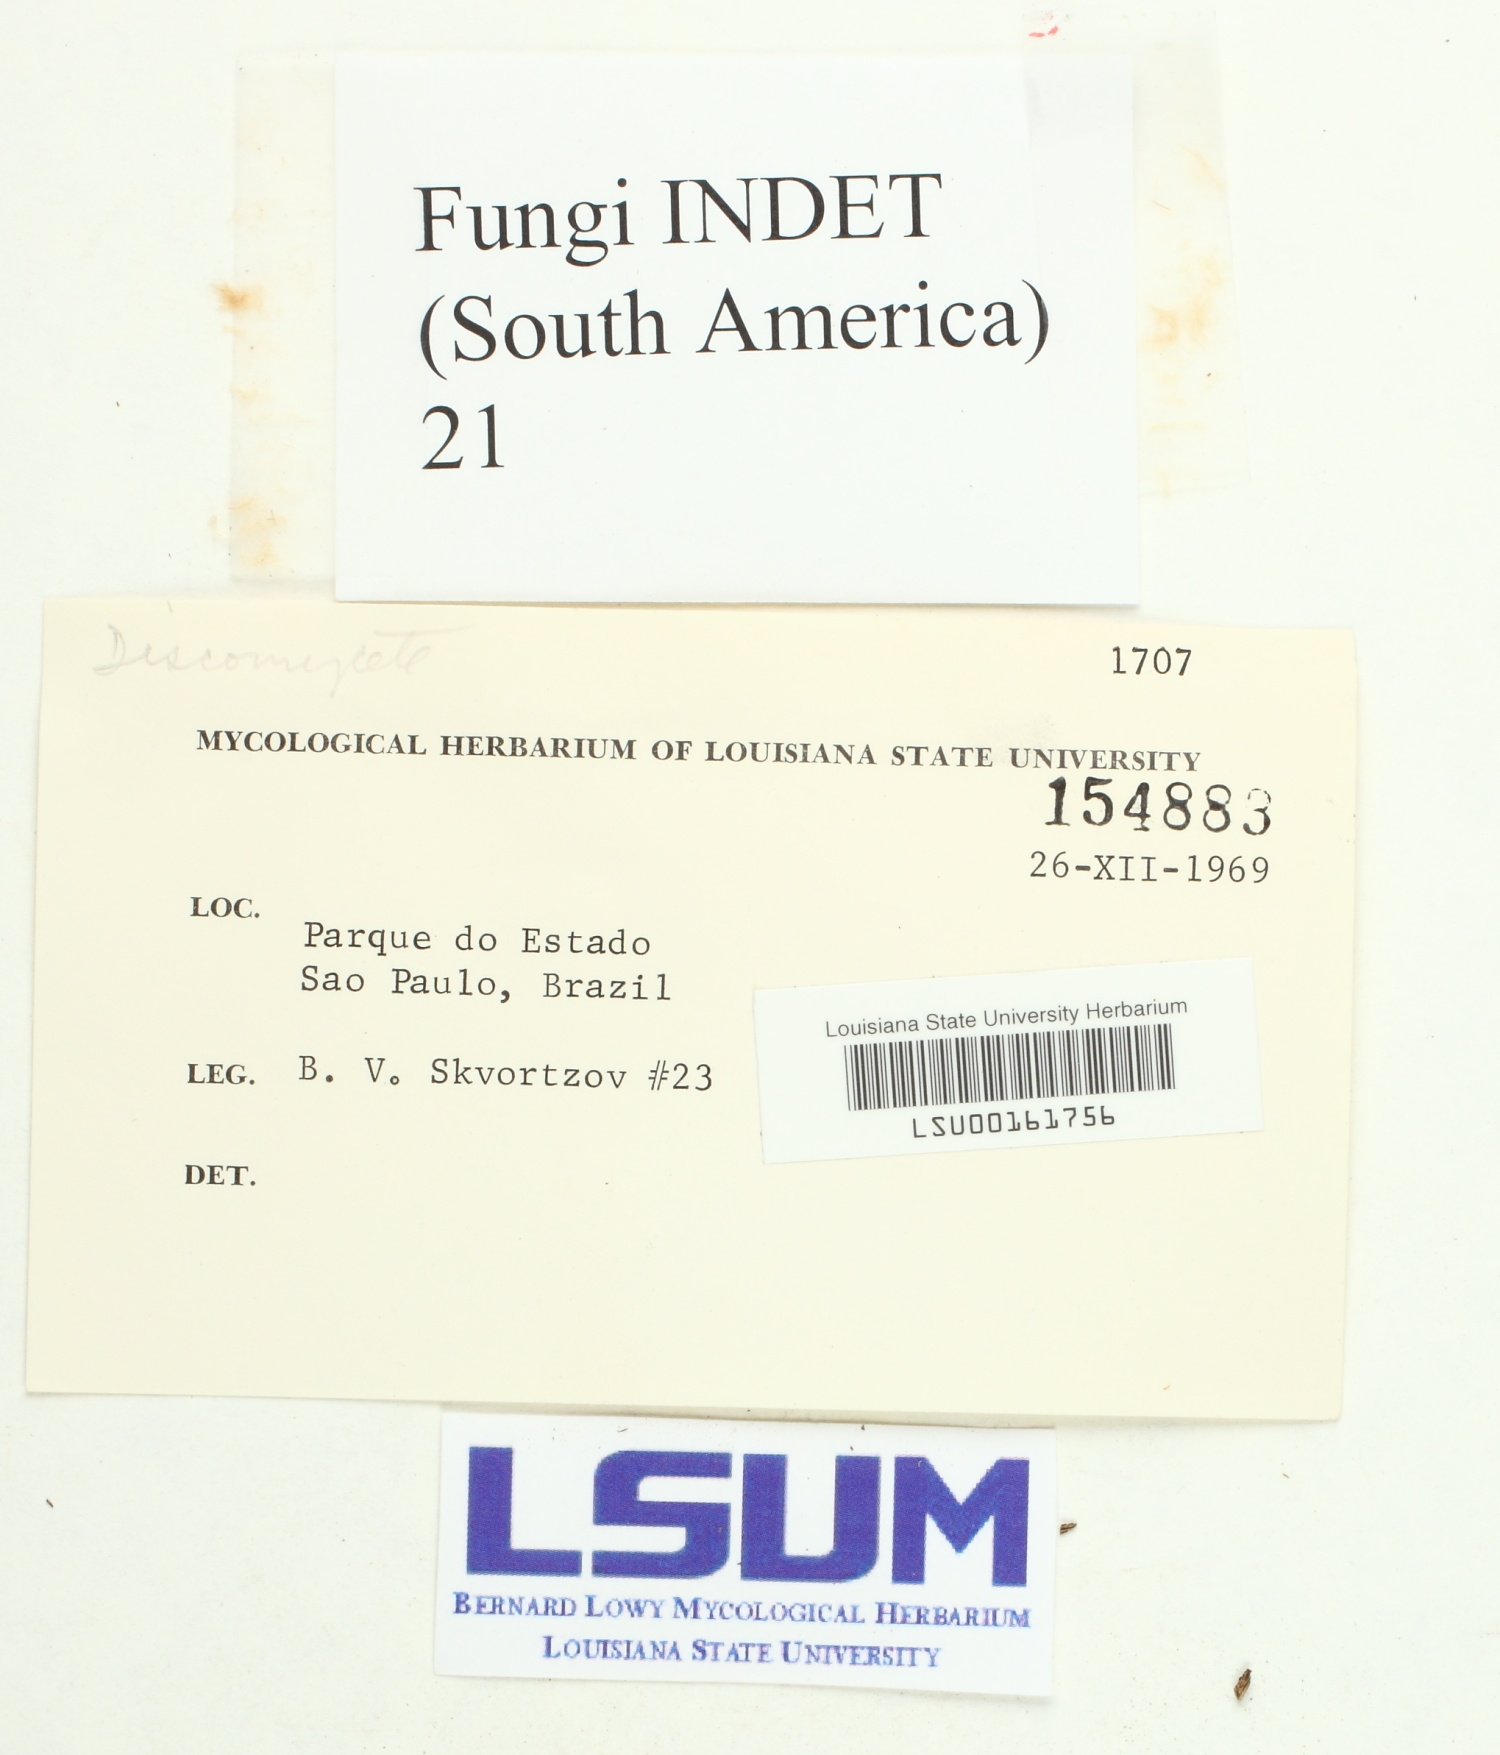 Fungi INDET
(South America)
21
Discomycete
1707
MYCOLOGICAL HERBARIUM OF LOUISIANA STATE UNIVERSITY
154883
26-XII-1969
LOC.
Parque do Estado
Sao Paulo, Brazil
Louisiana State University Herbarium
LEG. B. V. Skvortzov #23
LSU00161756
DET.
LSUM
BERNARD LOWY MYCOLOGICAL HERBARIUM
LOUISIANA STATE UNIVERSITY